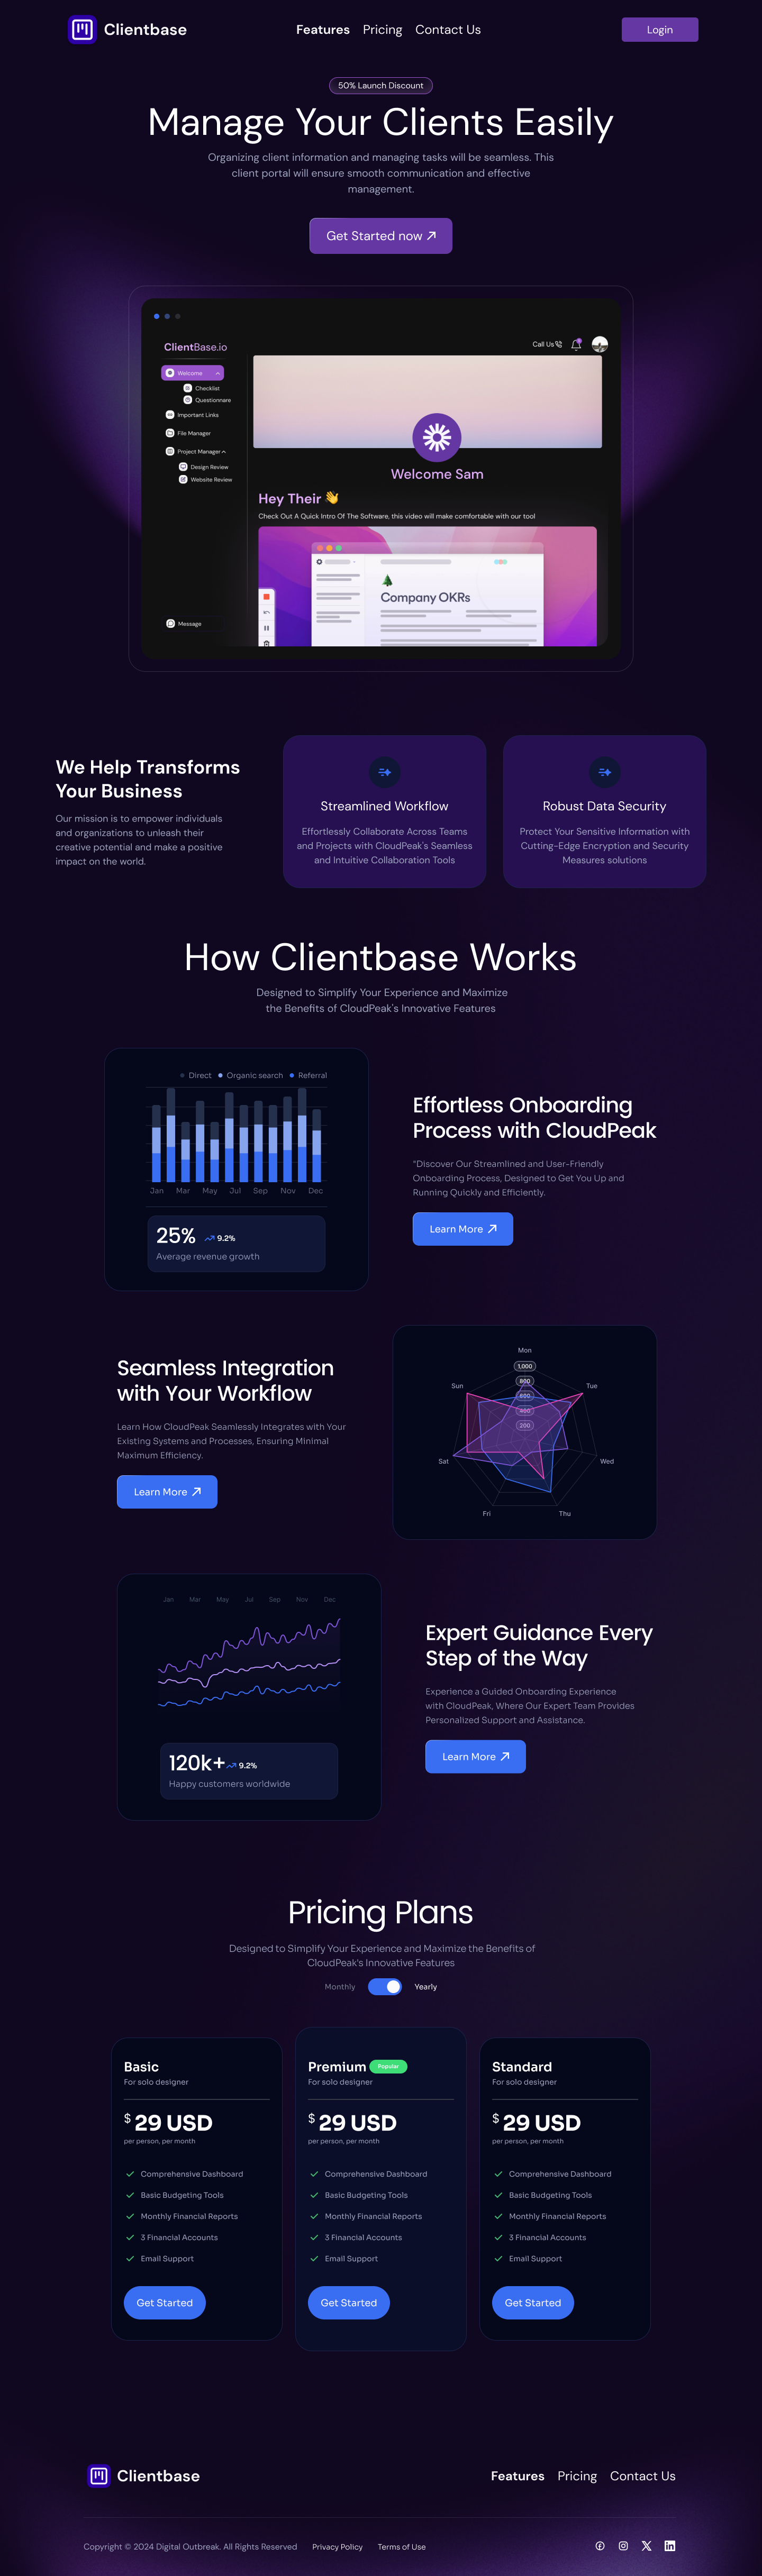 Clientbase
Features Pricing Contact Us
Login
50% Launch Discount
Manage Your Clients Easily
Organizing client information and managing tasks will be seamless. This
client portal will ensure smooth communication and effective
management.
Get Started now
ClientBase.io
Call Us
Welcome
Checklist
Questionnare
Important Links
File Manager
Project Manager
Design Review
Website Review
Message
Welcome Sam
Hey Their 👋
Check Out A Quick Intro Of The Software, this video will make comfortable with our tool
Company OKRs
We Help Transforms
Your Business
Our mission is to empower individuals
and organizations to unleash their
creative potential and make a positive
impact on the world.
Streamlined Workflow
Effortlessly Collaborate Across Teams
and Projects with CloudPeak's Seamless
and Intuitive Collaboration Tools
Robust Data Security
Protect Your Sensitive Information with
Cutting-Edge Encryption and Security
Measures solutions
How Clientbase Works
Designed to Simplify Your Experience and Maximize
the Benefits of CloudPeak's Innovative Features
Direct Organic search Referral
Jan Mar May Jul Sep Nov Dec
25% 9.2%
Average revenue growth
Effortless Onboarding
Process with CloudPeak
"Discover Our Streamlined and User-Friendly
Onboarding Process, Designed to Get You Up and
Running Quickly and Efficiently.
Learn More
Seamless Integration
with Your Workflow
Learn How CloudPeak Seamlessly Integrates with Your
Existing Systems and Processes, Ensuring Minimal
Maximum Efficiency.
Learn More
Mon
1,000
800
600
400
200
Sun
Tue
Sat
Wed
Fri
Thu
Jan Mar May Jul Sep Nov Dec
120k+ 9.2%
Happy customers worldwide
Expert Guidance Every
Step of the Way
Experience a Guided Onboarding Experience
with CloudPeak, Where Our Expert Team Provides
Personalized Support and Assistance.
Learn More
Pricing Plans
Designed to Simplify Your Experience and Maximize the Benefits of
CloudPeak's Innovative Features
Monthly Yearly
Basic
For solo designer
$ 29 USD
per person, per month
Comprehensive Dashboard
Basic Budgeting Tools
Monthly Financial Reports
3 Financial Accounts
Email Support
Get Started
Premium Popular
For solo designer
$ 29 USD
per person, per month
Comprehensive Dashboard
Basic Budgeting Tools
Monthly Financial Reports
3 Financial Accounts
Email Support
Get Started
Standard
For solo designer
$ 29 USD
per person, per month
Comprehensive Dashboard
Basic Budgeting Tools
Monthly Financial Reports
3 Financial Accounts
Email Support
Get Started
Clientbase
Features Pricing Contact Us
Copyright © 2024 Digital Outbreak. All Rights Reserved Privacy Policy Terms of Use